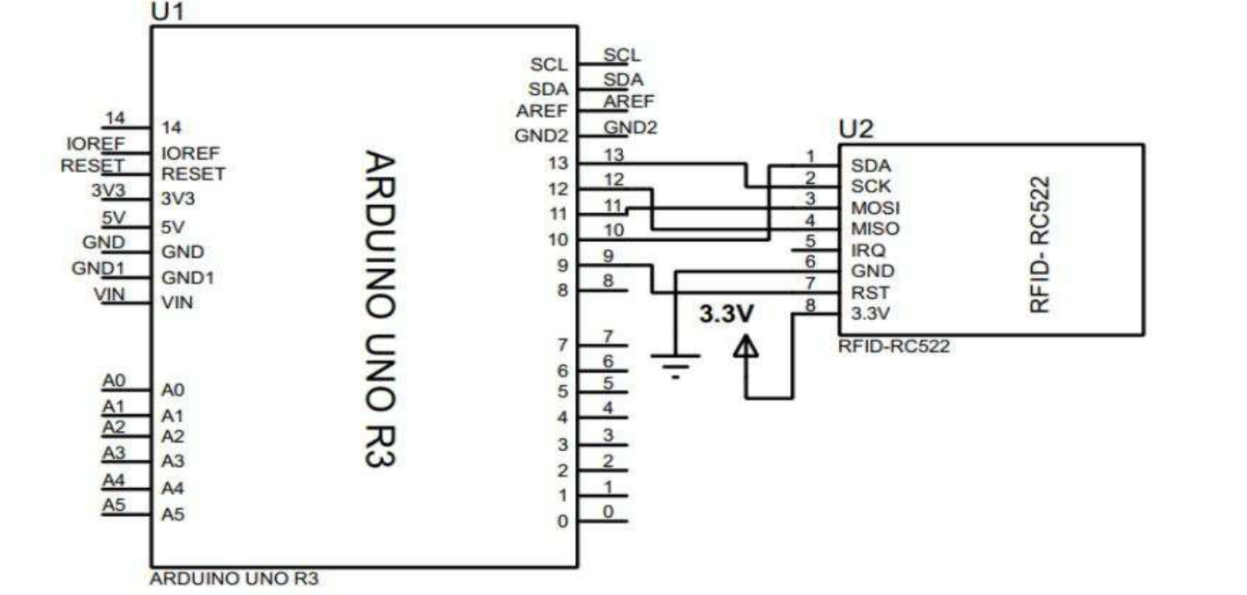 U1
ARDUINO UNO R3
14
IOREF
RESET
3V3
5V
GND
GND1
VIN
A0
A1
A2
A3
A4
A5
14
IOREF
RESET
3V3
5V
GND
GND1
VIN
A0
A1
A2
A3
A4
A5
SCL
SDA
AREF
GND2
13
12
11
10
9
8
7
6
5
4
3
2
1
0
SCL
SDA
AREF
GND2
13
12
11
10
9
8
7
6
5
4
3
2
1
0
ARDUINO UNO R3
3.3V
U2
1
2
3
4
5
6
7
8
SDA
SCK
MOSI
MISO
IRQ
GND
RST
3.3V
RFID- RC522
RFID-RC522